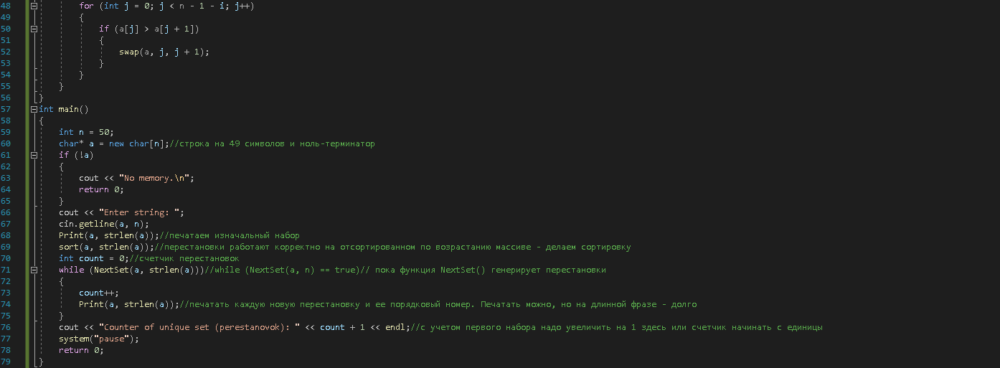 48 for (int j = 0; j < n - 1 - i; j++)
49 {
50 if (a[j] > a[j + 1])
51 {
52 swap(a, j, j + 1);
53 }
54 }
55 }
56 }
57 int main()
58 {
59 int n = 50;
60 char* a = new char[n];//строка на 49 символов и ноль-терминатор
61 if (!a)
62 {
63 cout << "No memory.\n";
64 return 0;
65 }
66 cout << "Enter string: ";
67 cin.getline(a, n);
68 Print(a, strlen(a));//печатаем изначальный набор
69 sort(a, strlen(a));//перестановки работают корректно на отсортированном по возрастанию массиве - делаем сортировку
70 int count = 0;//счетчик перестановок
71 while (NextSet(a, strlen(a)))//while (NextSet(a, n) == true)// пока функция NextSet() генерирует перестановки
72 {
73 count++;
74 Print(a, strlen(a));//печатать каждую новую перестановку и ее порядковый номер. Печатать можно, но на длинной фразе - долго
75 }
76 cout << "Counter of unique set (perestanovok): " << count + 1 << endl;//с учетом первого набора надо увеличить на 1 здесь или счетчик начинать с единицы
77 system("pause");
78 return 0;
79 }